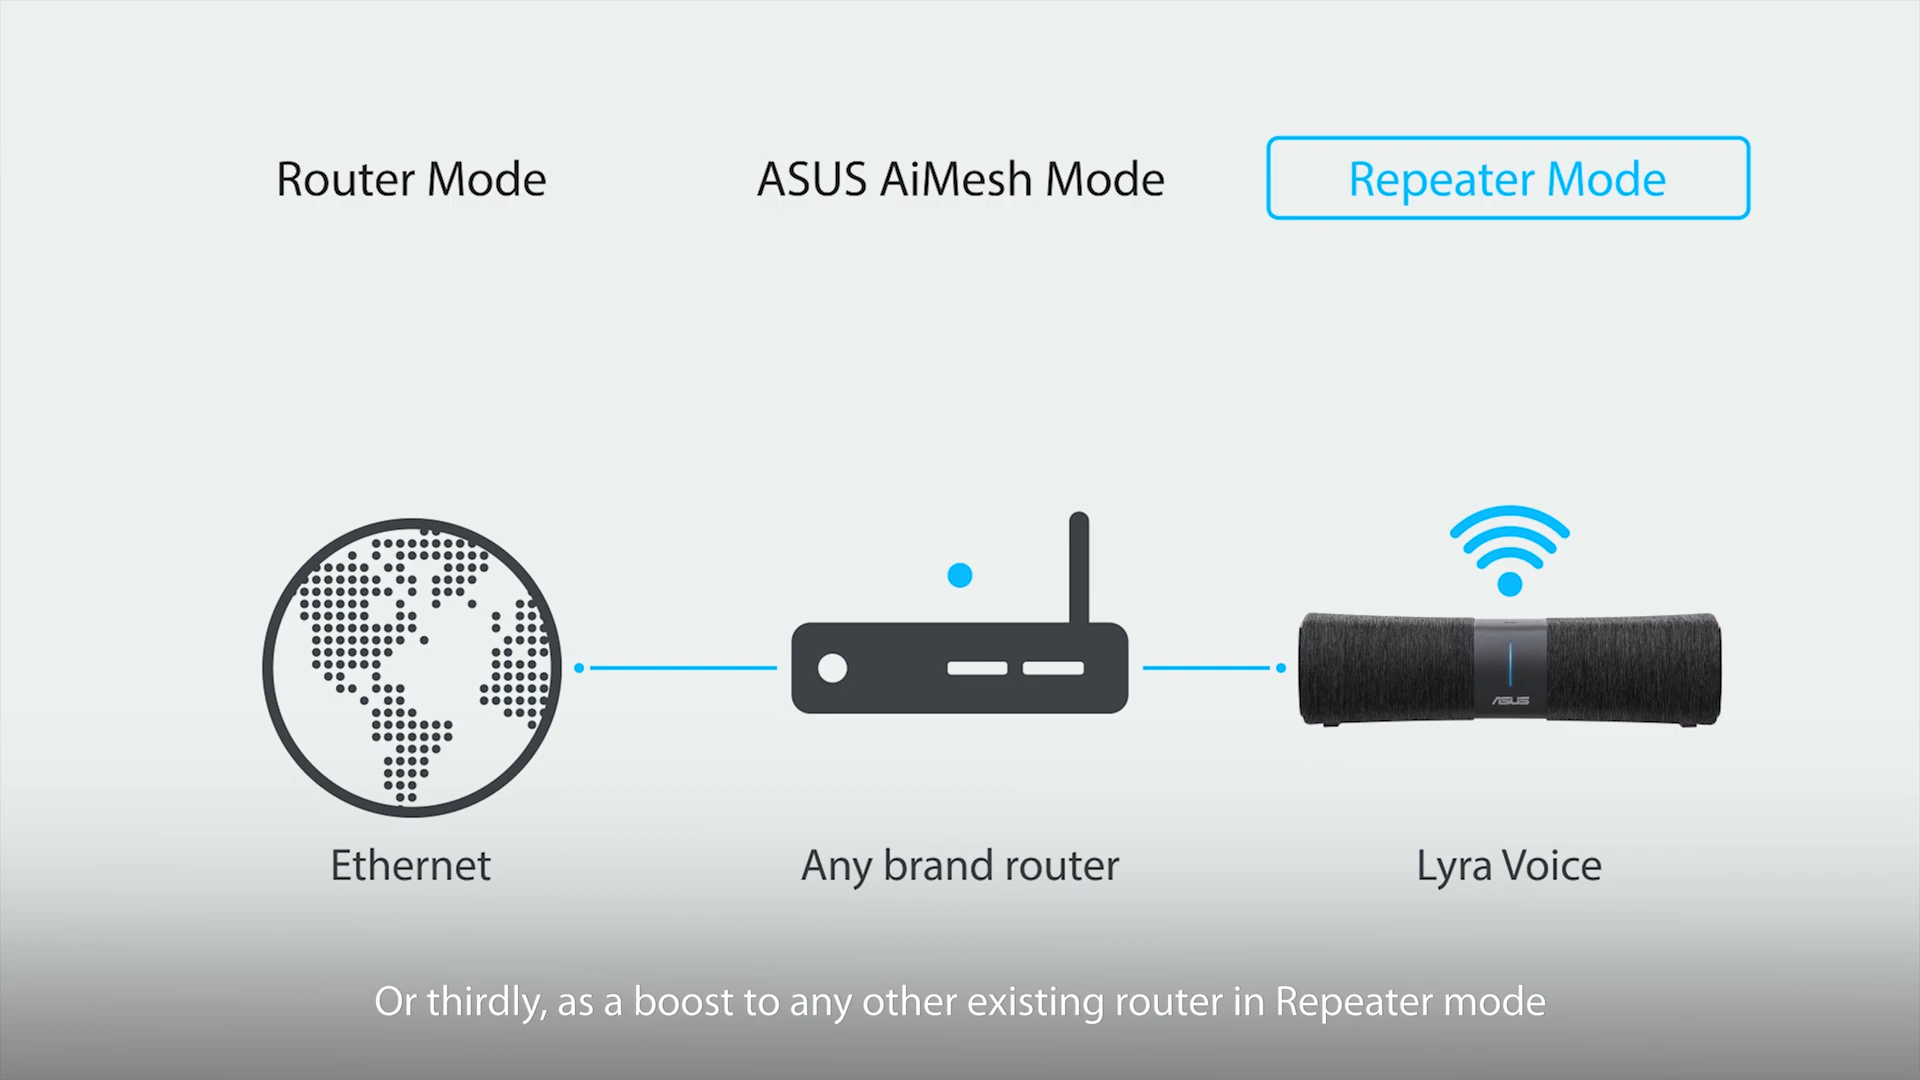 Router Mode
ASUS AiMesh Mode
Repeater Mode
ASUS
Ethernet
Any brand router
Lyra Voice
Or thirdly, as a boost to any other existing router in Repeater mode